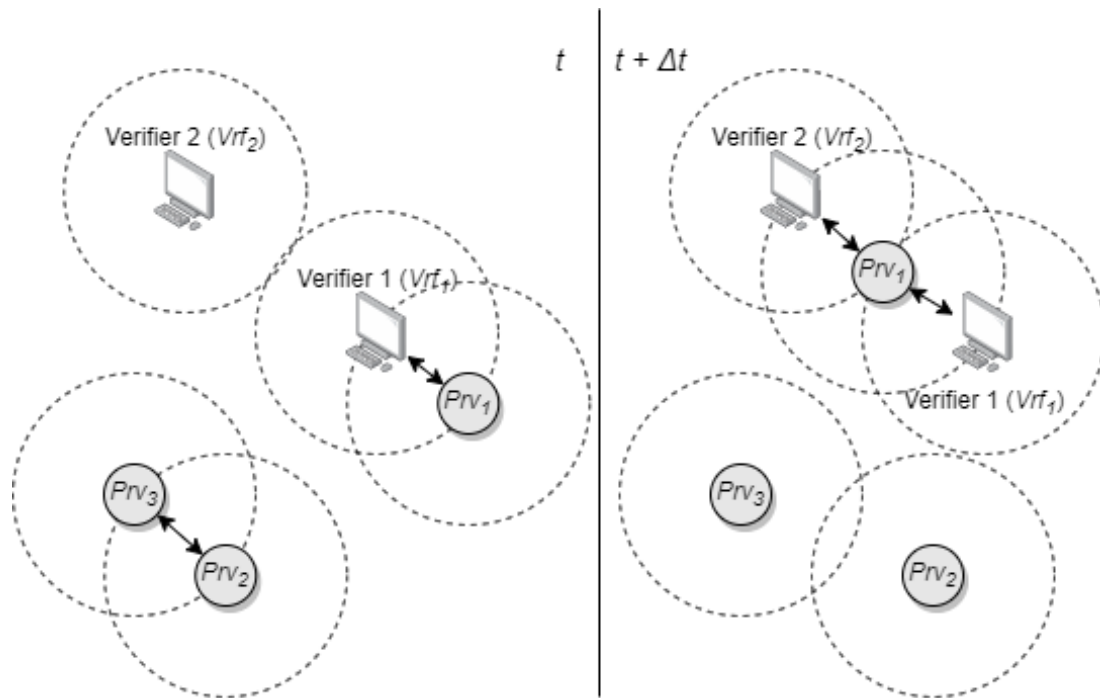 t
t + Δt
Verifier 2 (Vrf₂)
Verifier 1 (Vrf₁)
Prv₁
Prv₃
Prv₂
Verifier 2 (Vrf₂)
Prv₁
Verifier 1 (Vrf₁)
Prv₃
Prv₂